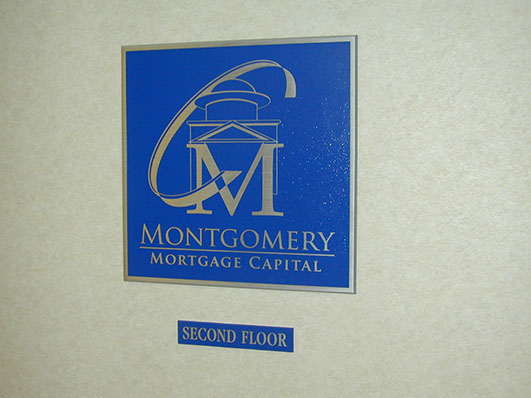 M
MONTGOMERY
MORTGAGE CAPITAL
SECOND FLOOR